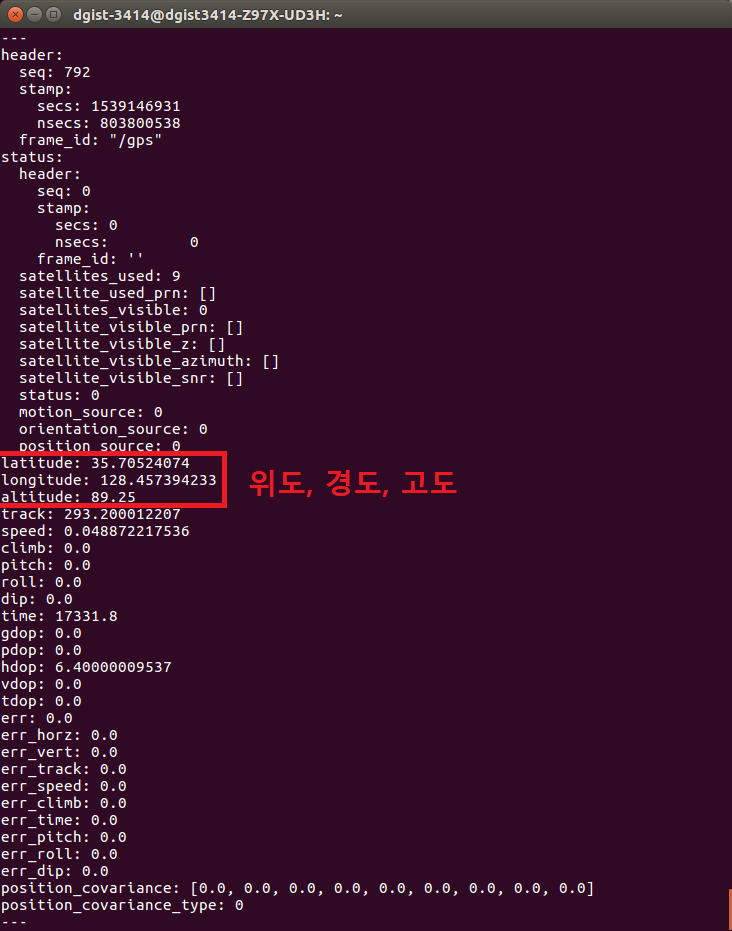 dgist-3414@dgist3414-Z97X-UD3H: ~
---
header:
  seq: 792
  stamp:
    secs: 1539146931
    nsecs: 803800538
  frame_id: "/gps"
status:
  header:
    seq: 0
    stamp:
      secs: 0
      nsecs:         0
    frame_id: ''
  satellites_used: 9
  satellite_used_prn: []
  satellites_visible: 0
  satellite_visible_prn: []
  satellite_visible_z: []
  satellite_visible_azimuth: []
  satellite_visible_snr: []
  status: 0
  motion_source: 0
  orientation_source: 0
  position_source: 0
latitude: 35.70524074
longitude: 128.457394233
위도, 경도, 고도
altitude: 89.25
track: 293.200012207
speed: 0.048872217536
climb: 0.0
pitch: 0.0
roll: 0.0
dip: 0.0
time: 17331.8
gdop: 0.0
pdop: 0.0
hdop: 6.40000009537
vdop: 0.0
tdop: 0.0
err: 0.0
err_horz: 0.0
err_vert: 0.0
err_track: 0.0
err_speed: 0.0
err_climb: 0.0
err_time: 0.0
err_pitch: 0.0
err_roll: 0.0
err_dip: 0.0
position_covariance: [0.0, 0.0, 0.0, 0.0, 0.0, 0.0, 0.0, 0.0, 0.0]
position_covariance_type: 0
---